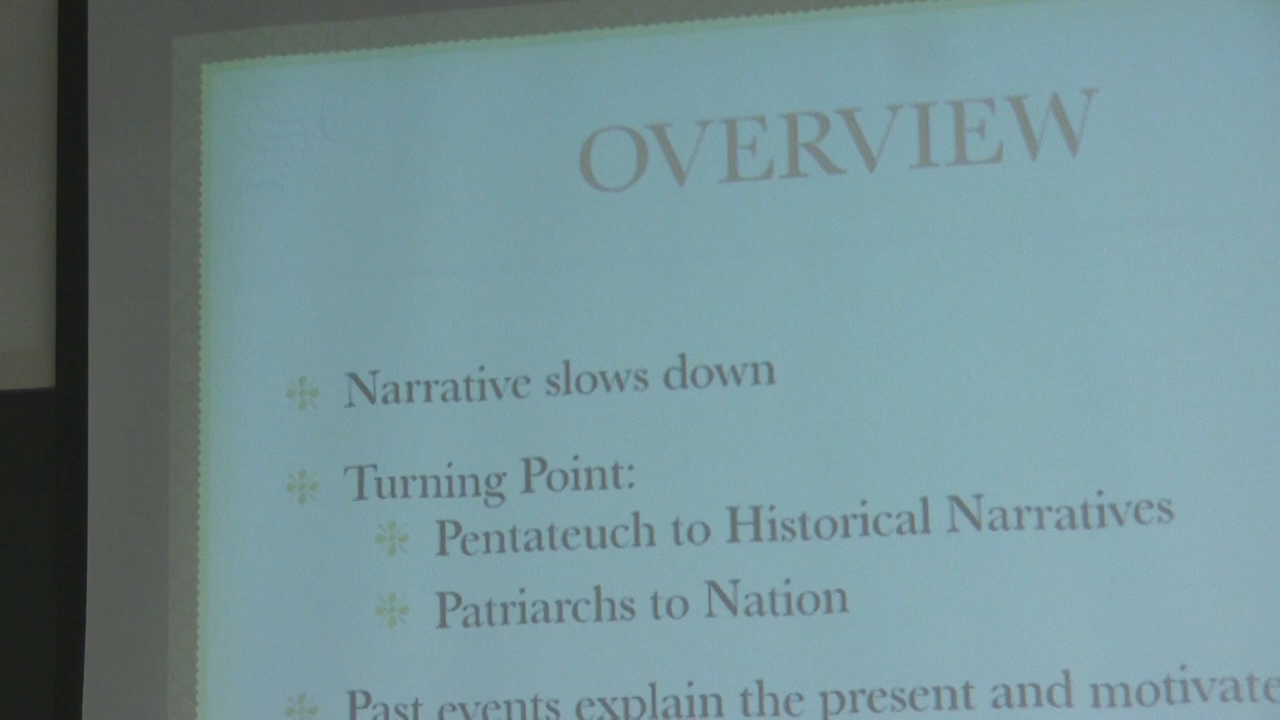 OVERVIEW
Narrative slows down
Turning Point:
Pentateuch to Historical Narratives
Patriarchs to Nation
Past events explain the present and motivate